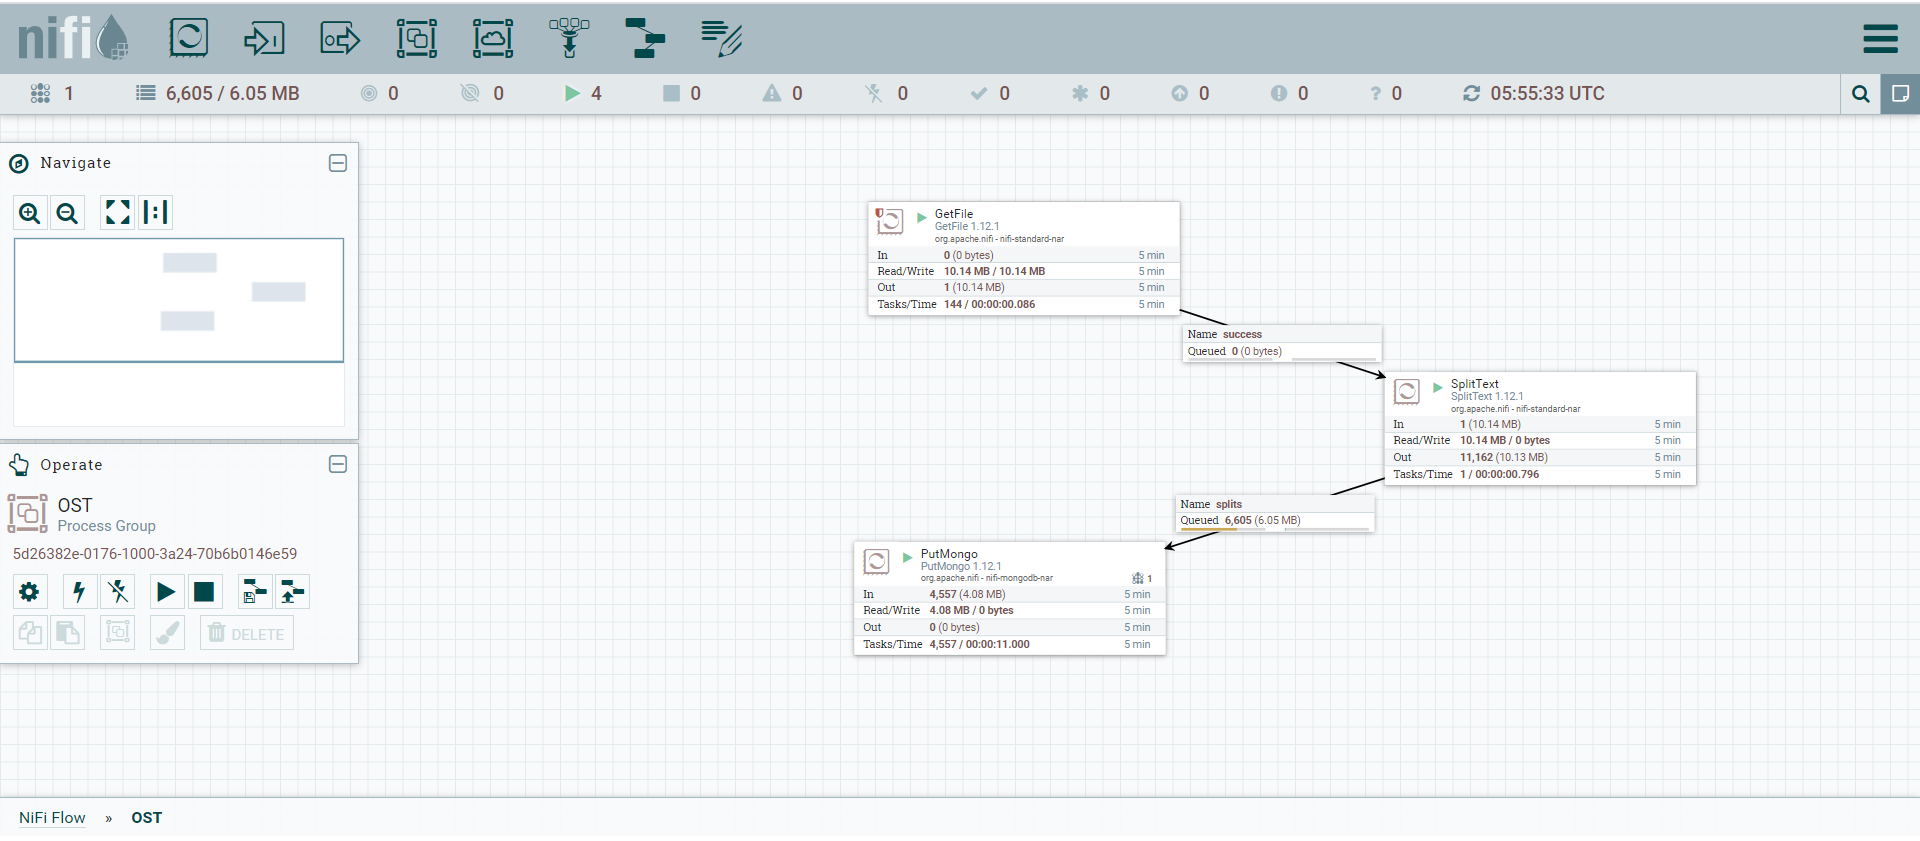 nifi
1 6,605 / 6.05 MB 0 0 4 0 0 0 0 0 0 0 ? 0 05:55:33 UTC
Navigate
Operate
OST
Process Group
5d26382e-0176-1000-3a24-70b6b0146e59
DELETE
GetFile
GetFile 1.12.1
org.apache.nifi - nifi-standard-nar
In 0 (0 bytes) 5 min
Read/Write 10.14 MB / 10.14 MB 5 min
Out 1 (10.14 MB) 5 min
Tasks/Time 144 / 00:00:00.086 5 min
Name success
Queued 0 (0 bytes)
SplitText
SplitText 1.12.1
org.apache.nifi - nifi-standard-nar
In 1 (10.14 MB) 5 min
Read/Write 10.14 MB / 0 bytes 5 min
Out 11,162 (10.13 MB) 5 min
Tasks/Time 1 / 00:00:00.796 5 min
Name splits
Queued 6,605 (6.05 MB)
PutMongo
PutMongo 1.12.1
org.apache.nifi - nifi-mongodb-nar 1
In 4,557 (4.08 MB) 5 min
Read/Write 4.08 MB / 0 bytes 5 min
Out 0 (0 bytes) 5 min
Tasks/Time 4,557 / 00:00:11.000 5 min
NiFi Flow » OST